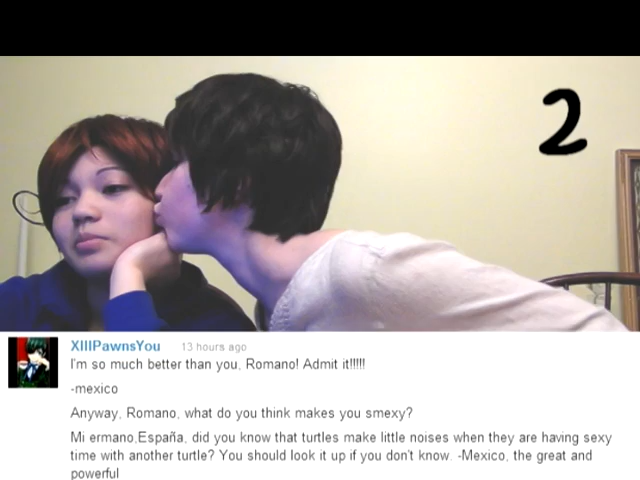 2
XIIIPawnsYou 13 hours ago
I'm so much better than you, Romano! Admit it!!!!!
-mexico
Anyway, Romano, what do you think makes you smexy?
Mi ermano,España, did you know that turtles make little noises when they are having sexy
time with another turtle? You should look it up if you don't know. -Mexico, the great and
powerful